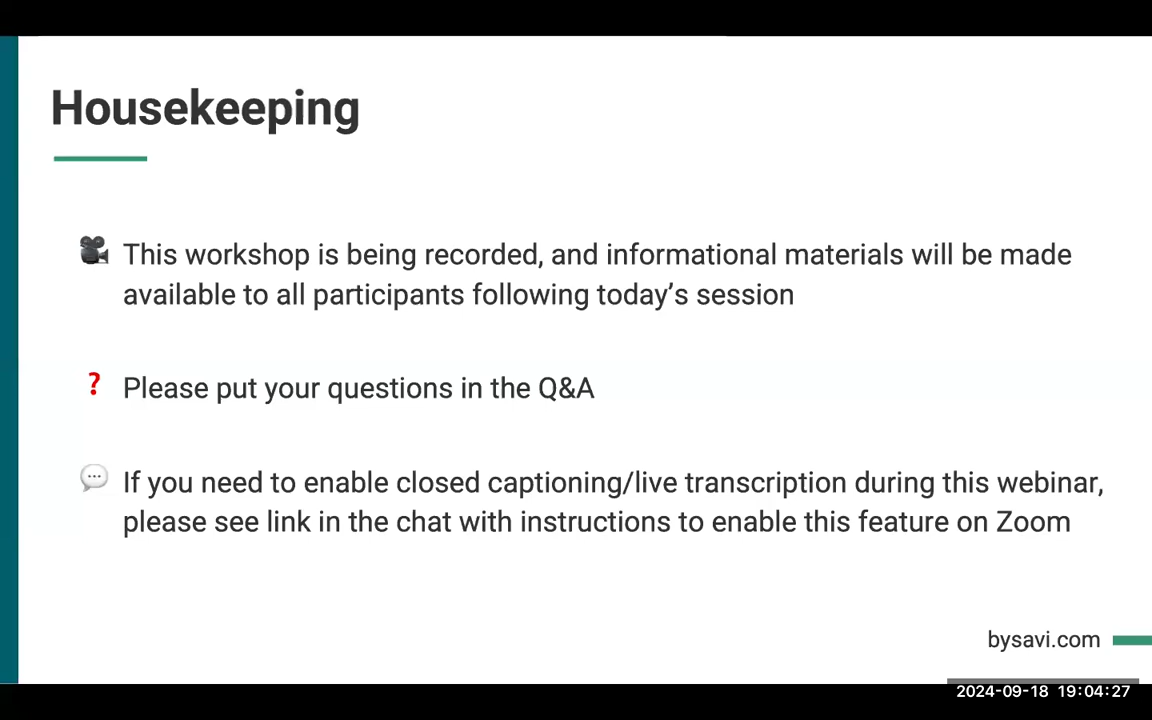 Housekeeping
This workshop is being recorded, and informational materials will be made
available to all participants following today's session
? Please put your questions in the Q&A
If you need to enable closed captioning/live transcription during this webinar,
please see link in the chat with instructions to enable this feature on Zoom
bysavi.com
2024-09-18 19:04:27